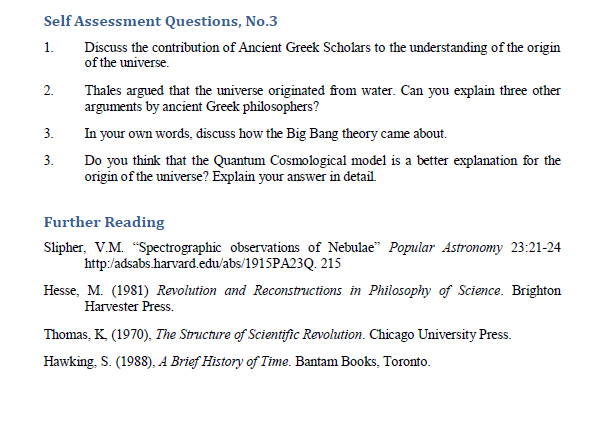 Self Assessment Questions, No.3
1. Discuss the contribution of Ancient Greek Scholars to the understanding of the origin
of the universe.
2. Thales argued that the universe originated from water. Can you explain three other
arguments by ancient Greek philosophers?
3. In your own words, discuss how the Big Bang theory came about.
3. Do you think that the Quantum Cosmological model is a better explanation for the
origin of the universe? Explain your answer in detail.
Further Reading
Slipher, V.M. “Spectrographic observations of Nebulae” Popular Astronomy 23:21-24
http:/adsabs.harvard.edu/abs/1915PA23Q. 215
Hesse, M. (1981) Revolution and Reconstructions in Philosophy of Science. Brighton
Harvester Press.
Thomas, K, (1970), The Structure of Scientific Revolution. Chicago University Press.
Hawking, S. (1988), A Brief History of Time. Bantam Books, Toronto.